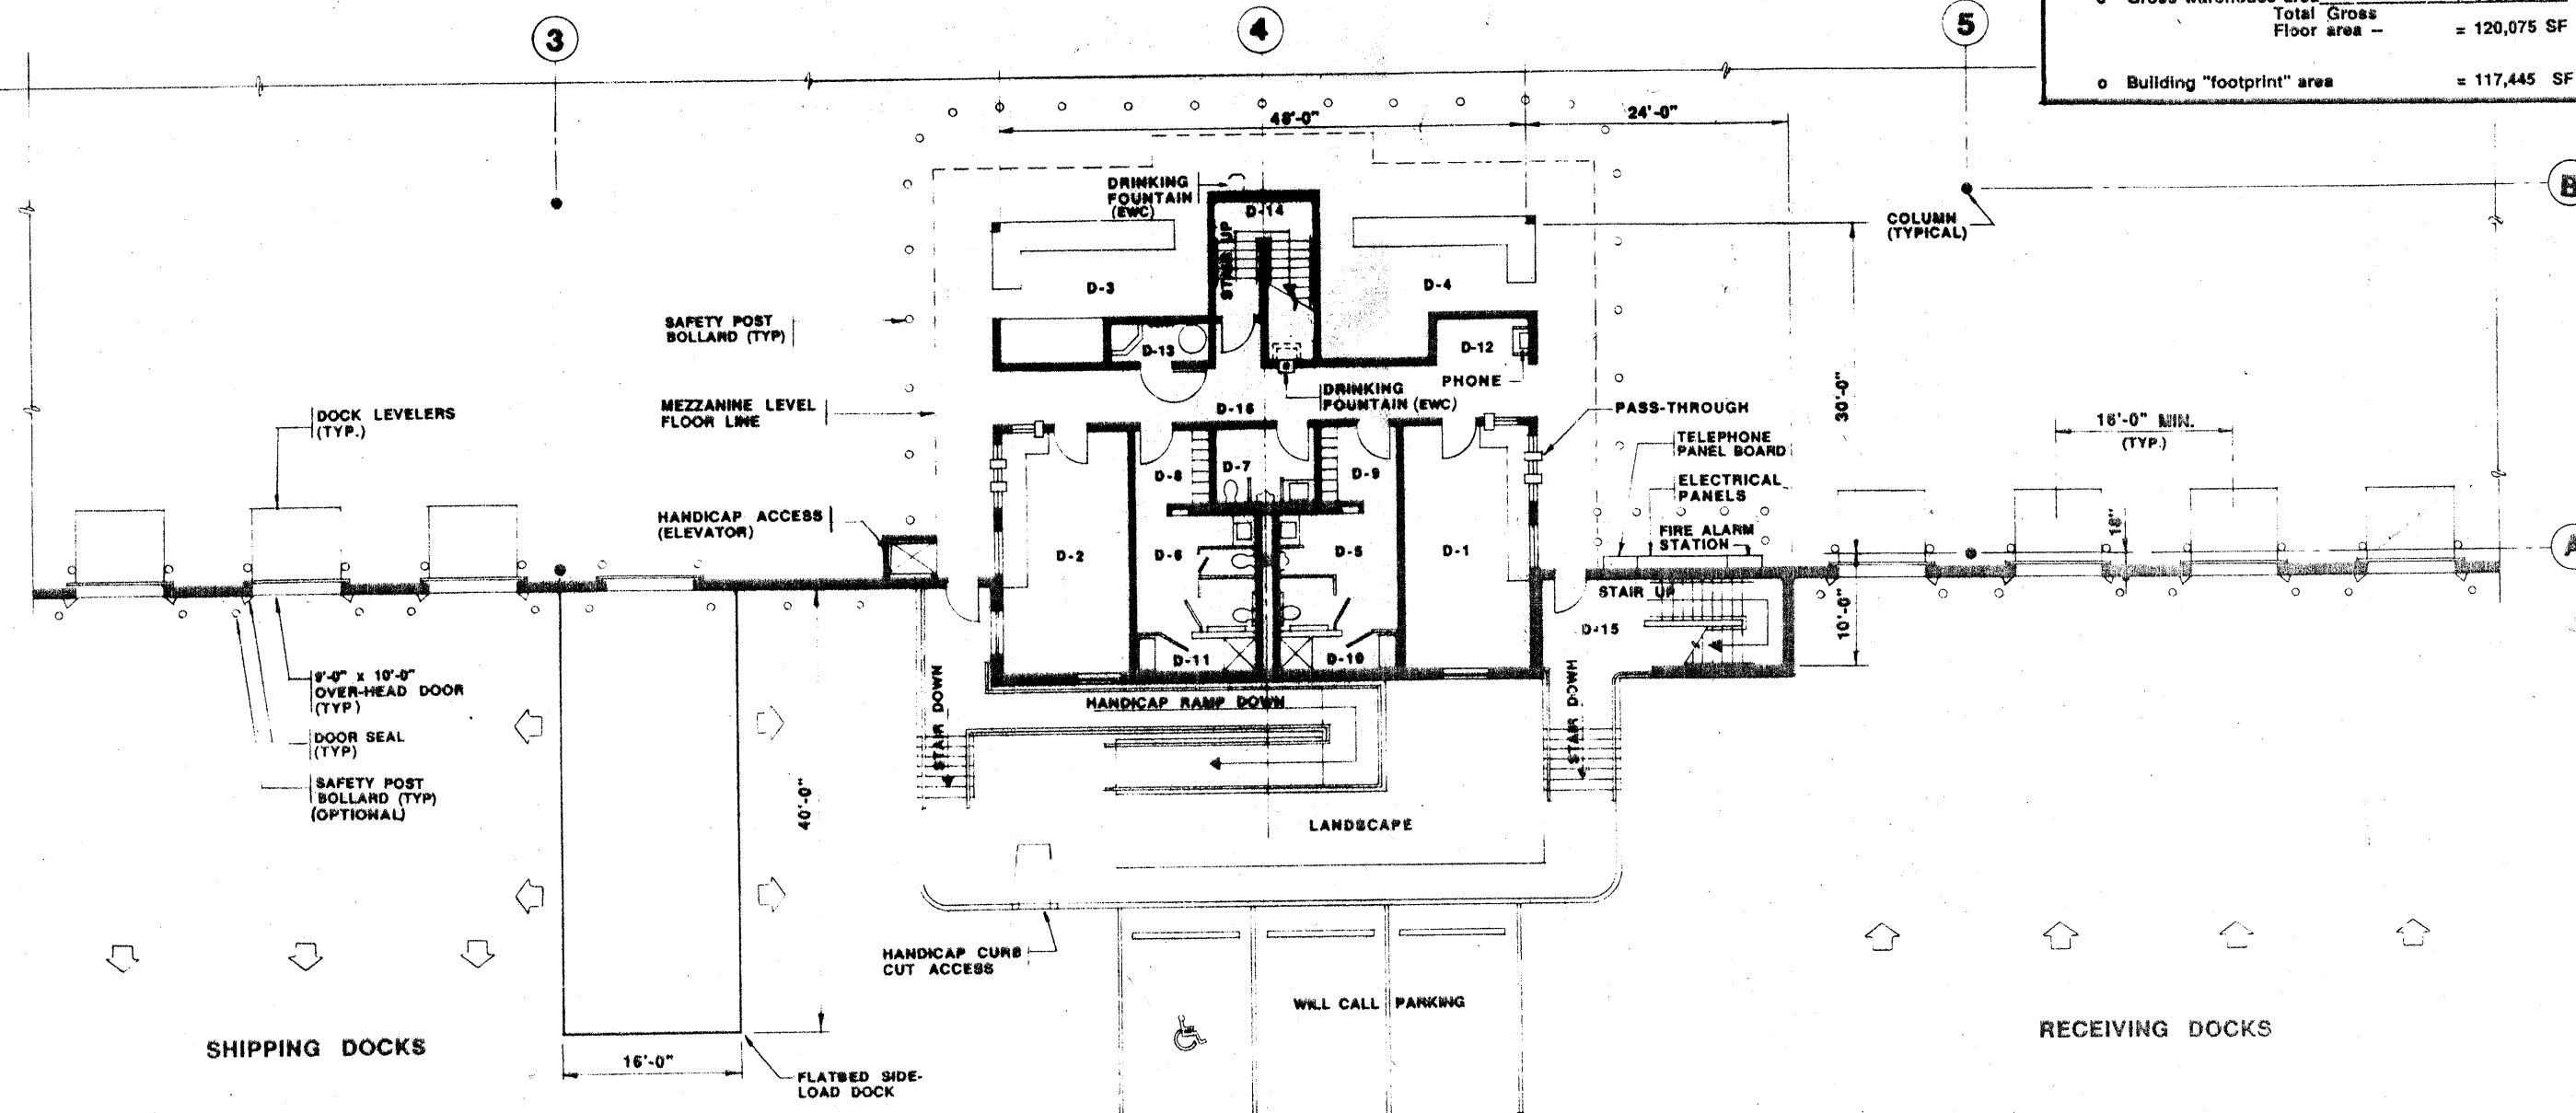 3
4
5
Total Gross
Floor area - = 120,075 SF
o Building "footprint" area = 117,445 SF
48'-0"
24'-0"
B
DRINKING
FOUNTAIN
(EWC)
D-14
STAIR UP
COLUMN
(TYPICAL)
D-3
D-4
SAFETY POST
BOLLARD (TYP)
D-13
D-12
PHONE
DRINKING
FOUNTAIN (EWC)
MEZZANINE LEVEL
FLOOR LINE
D-16
PASS-THROUGH
30'-0"
16'-0" MIN.
(TYP.)
DOCK LEVELERS
(TYP.)
TELEPHONE
PANEL BOARD
D-8
D-7
D-9
ELECTRICAL
PANELS
HANDICAP ACCESS
(ELEVATOR)
FIRE ALARM
STATION
18"
A
D-2
D-6
D-5
D-1
STAIR UP
D-15
10'-0"
D-11
D-10
9'-0" x 10'-0"
OVER-HEAD DOOR
(TYP)
DOOR SEAL
(TYP)
SAFETY POST
BOLLARD (TYP)
(OPTIONAL)
STAIR DOWN
HANDICAP RAMP DOWN
STAIR DOWN
40'-0"
LANDSCAPE
HANDICAP CURB
CUT ACCESS
WILL CALL PARKING
SHIPPING DOCKS
RECEIVING DOCKS
16'-0"
FLATBED SIDE-
LOAD DOCK